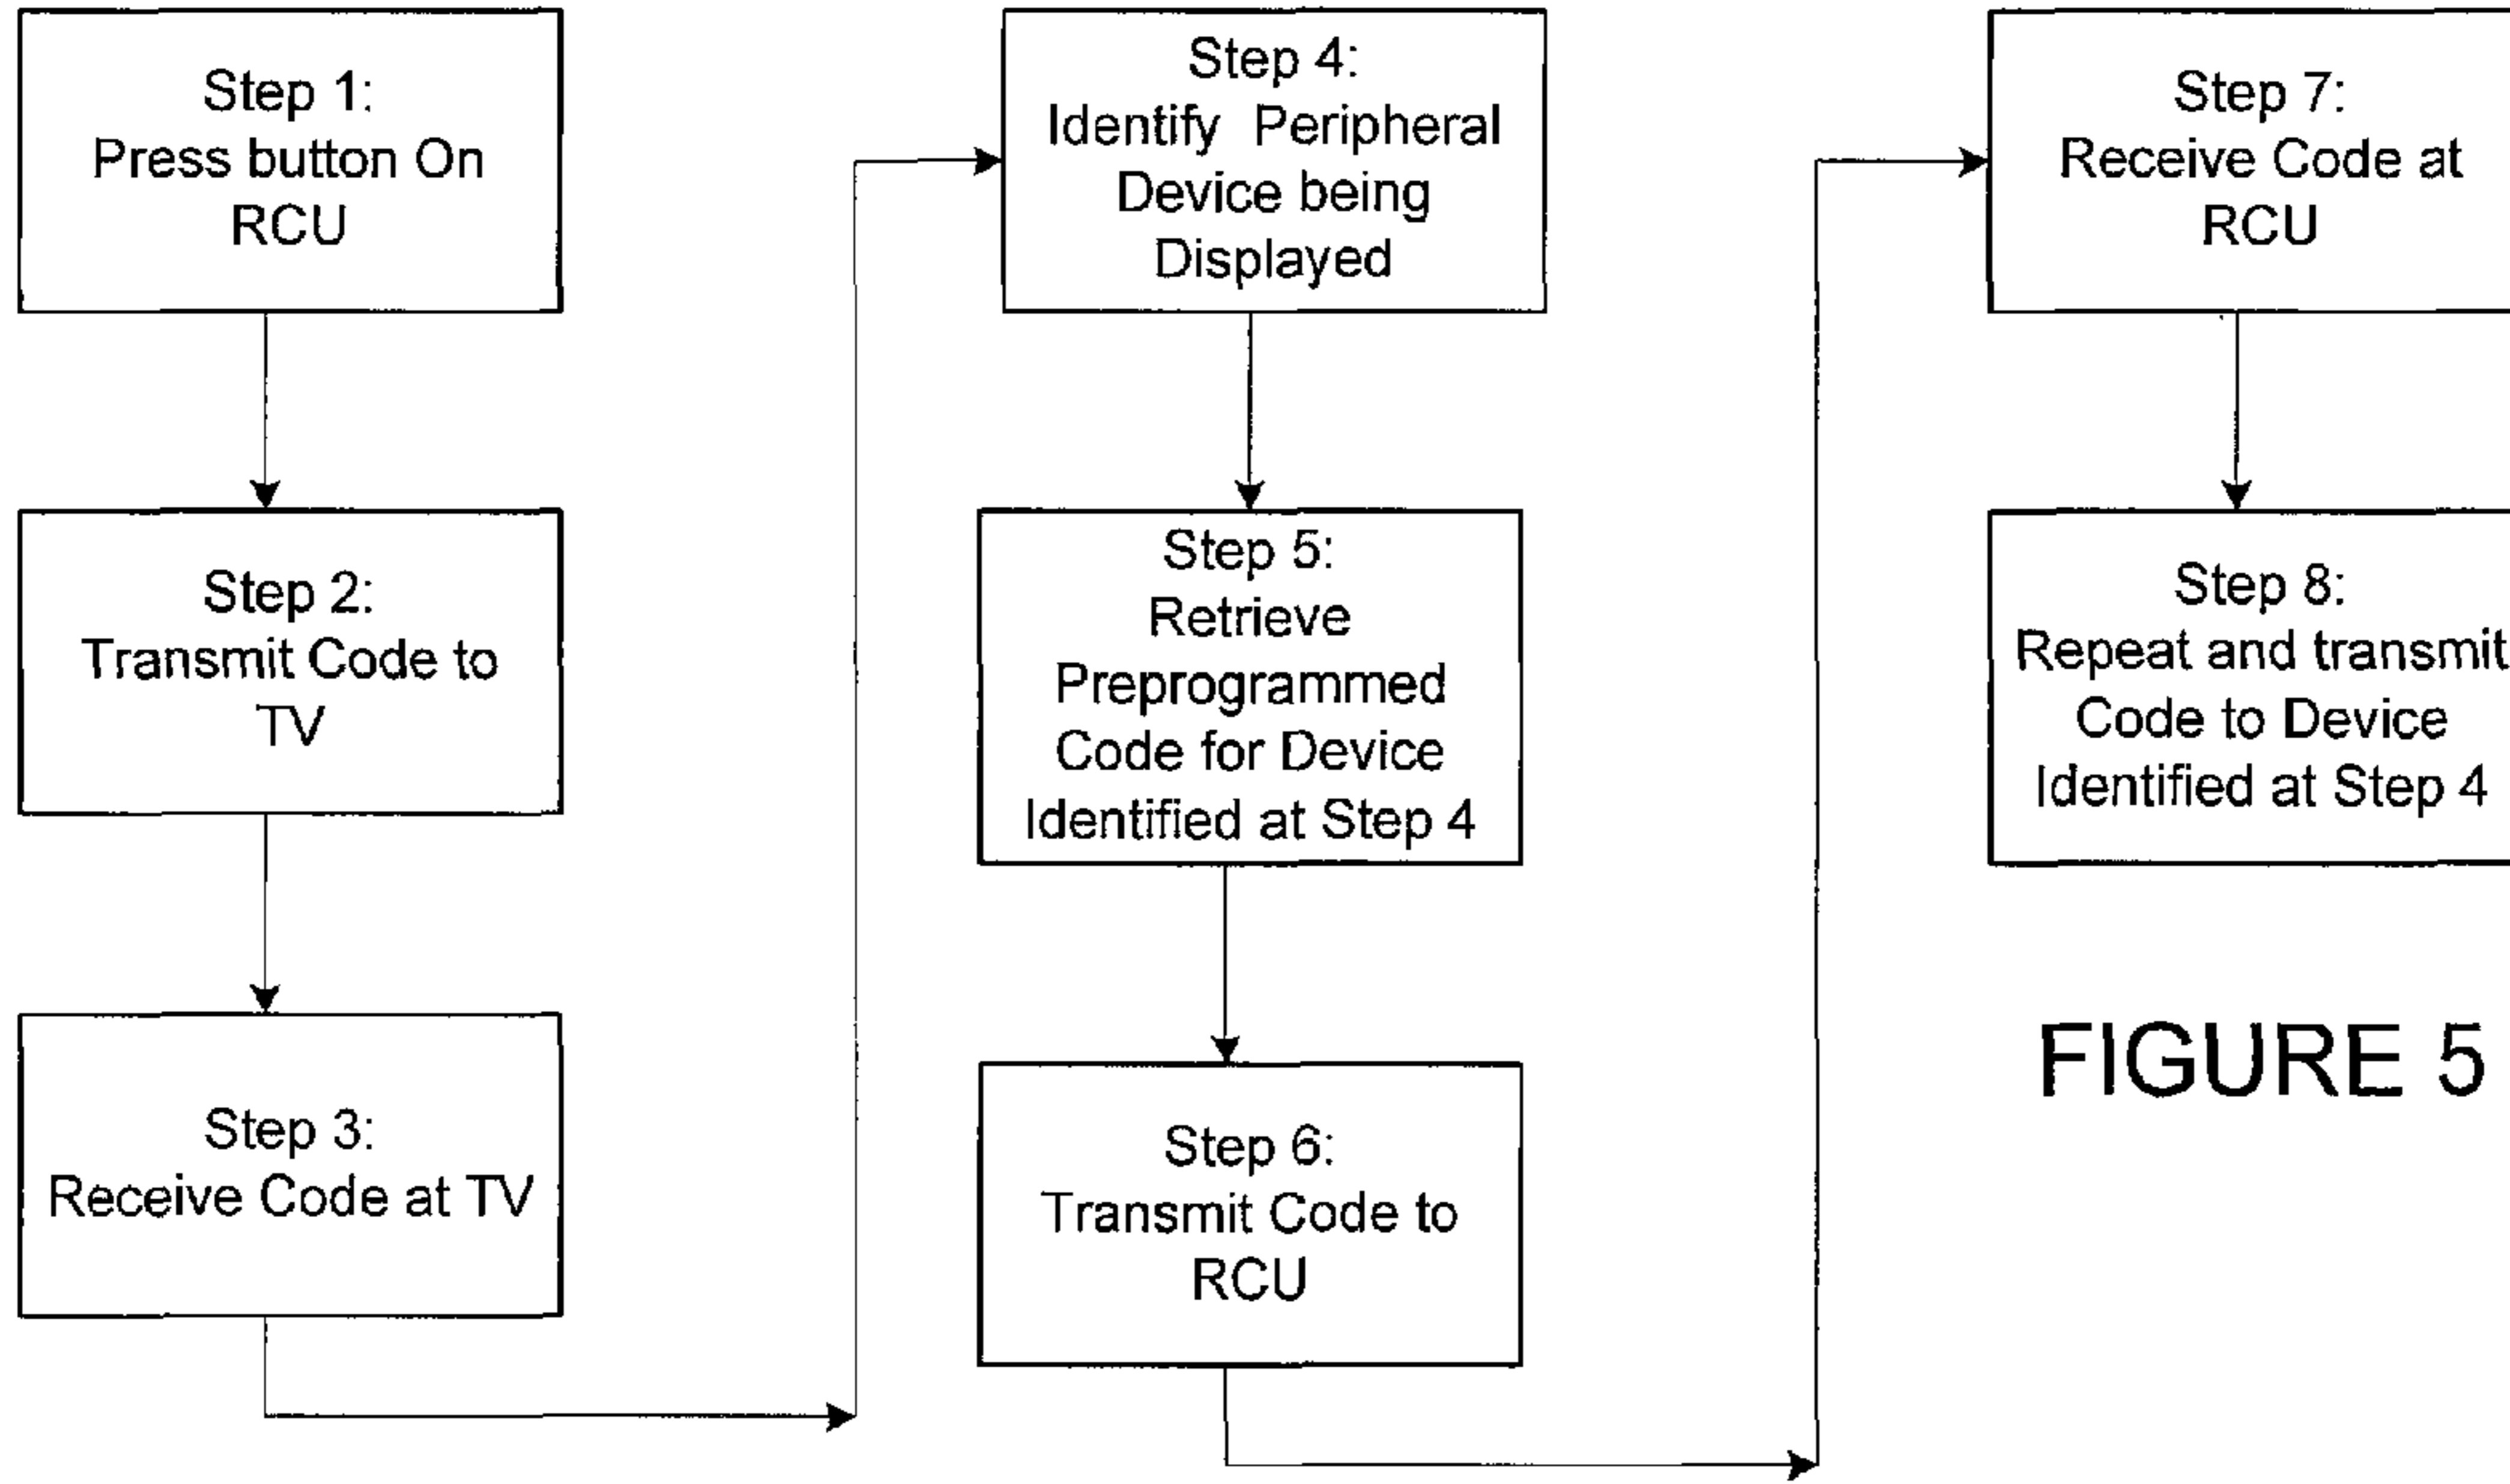 Step 1:
Press button On
RCU
Step 2:
Transmit Code to
TV
Step 3:
Receive Code at TV
Step 4:
Identify Peripheral
Device being
Displayed
Step 5:
Retrieve
Preprogrammed
Code for Device
Identified at Step 4
Step 6:
Transmit Code to
RCU
Step 7:
Receive Code at
RCU
Step 8:
Repeat and transmit
Code to Device
Identified at Step 4
FIGURE 5